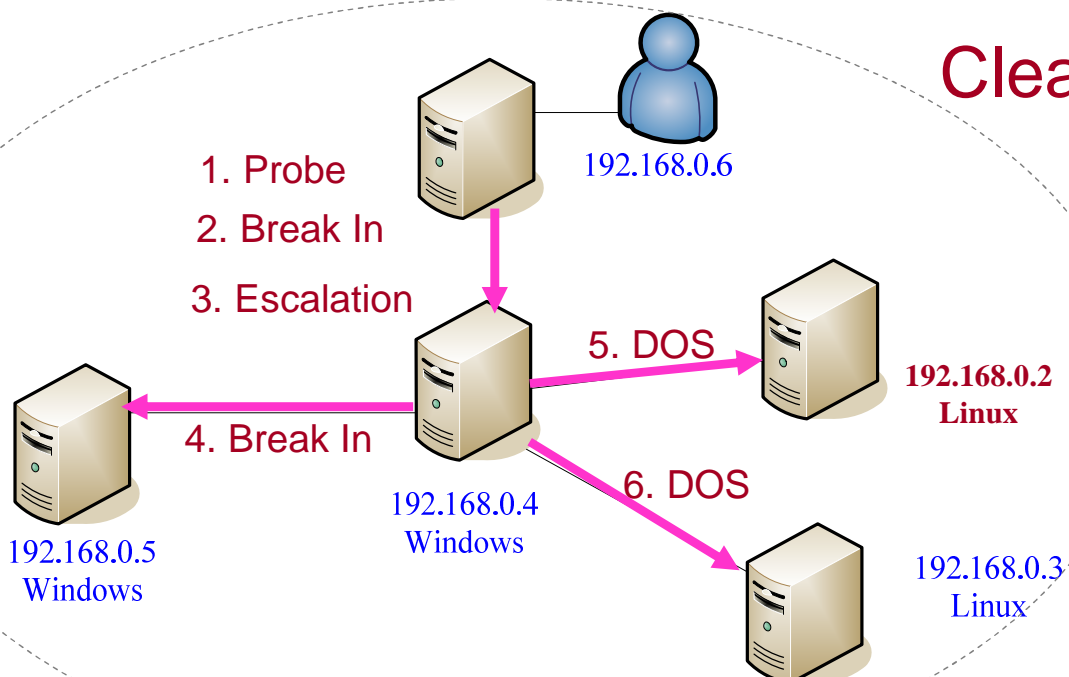 192.168.0.6
1. Probe
2. Break In
3. Escalation
5. DOS
192.168.0.2
Linux
4. Break In
6. DOS
192.168.0.4
Windows
192.168.0.5
Windows
192.168.0.3
Linux